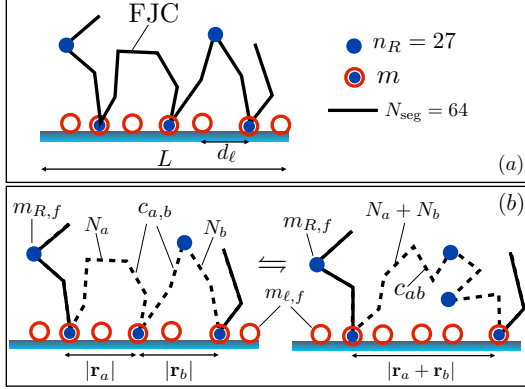 FJC
n_R = 27
m
N_seg = 64
d_ℓ
L
(a)
(b)
m_{R,f} N_a c_{a,b} N_b
m_{R,f} N_a + N_b
⇌
c_{ab}
m_{ℓ,f}
|r_a| |r_b| |r_a + r_b|